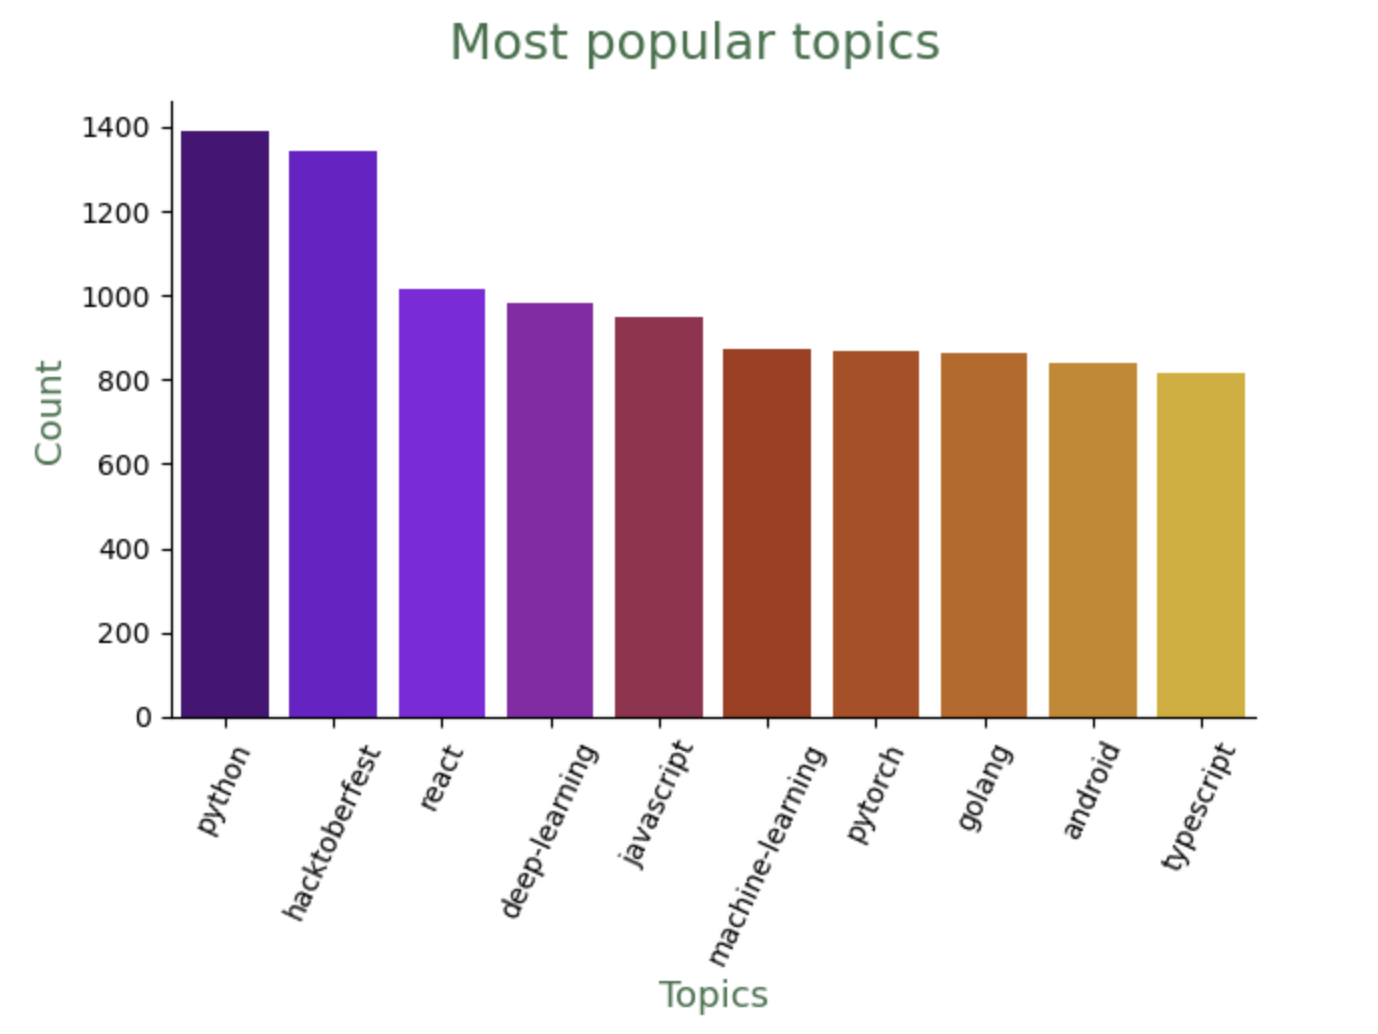 Most popular topics
1400
1200
1000
800
600
400
200
0
Count
python
hacktoberfest
react
deep-learning
javascript
machine-learning
pytorch
golang
android
typescript
Topics